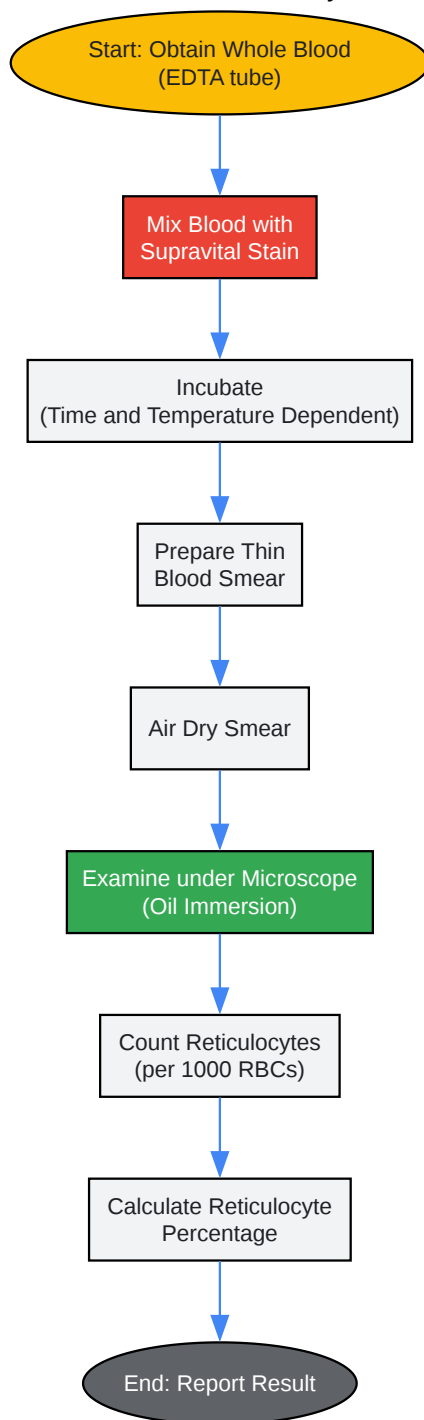 Start: Obtain Whole Blood
(EDTA tube)
Mix Blood with
Supravital Stain
Incubate
(Time and Temperature Dependent)
Prepare Thin
Blood Smear
Air Dry Smear
Examine under Microscope
(Oil Immersion)
Count Reticulocytes
(per 1000 RBCs)
Calculate Reticulocyte
Percentage
End: Report Result